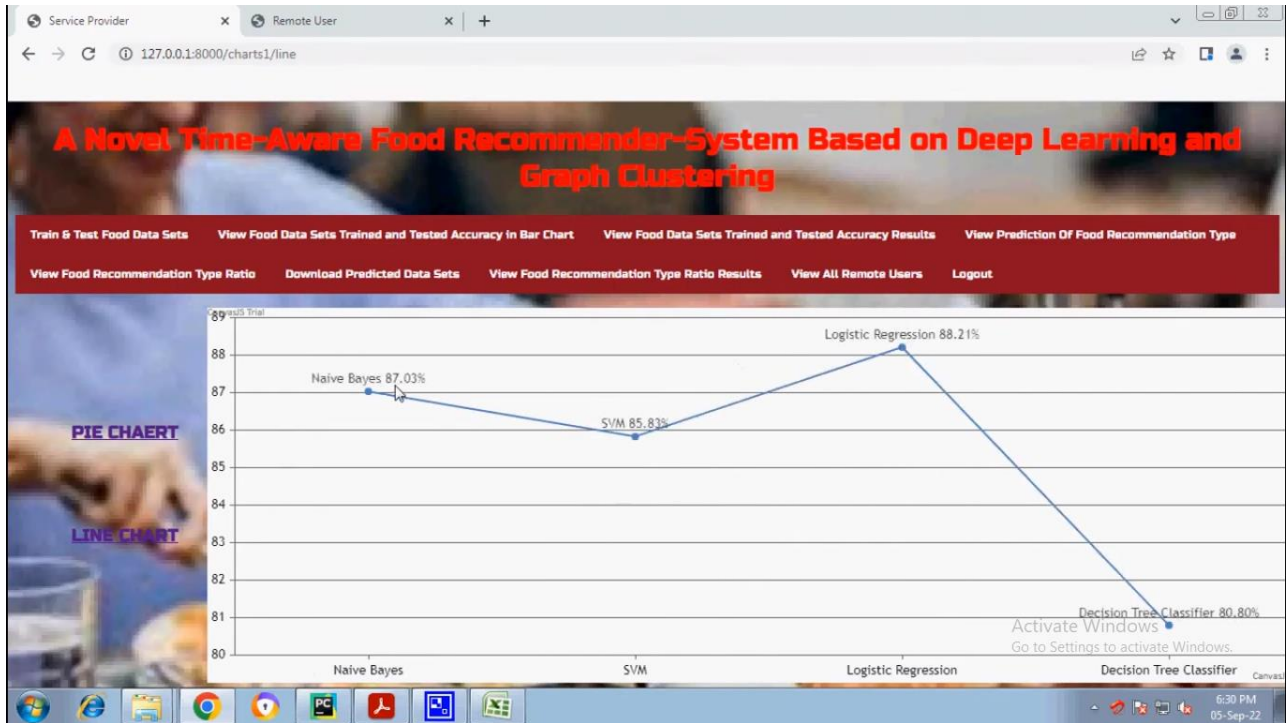 Service Provider
Remote User
127.0.0.1:8000/charts1/line
A Novel Time-Aware Food Recommender-System Based on Deep Learning and
Graph Clustering
Train & Test Food Data Sets View Food Data Sets Trained and Tested Accuracy in Bar Chart View Food Data Sets Trained and Tested Accuracy Results View Prediction Of Food Recommendation Type
View Food Recommendation Type Ratio Download Predicted Data Sets View Food Recommendation Type Ratio Results View All Remote Users Logout
PIE CHAERT
LINE CHART
CanvasJS Trial
89
88
87
86
85
84
83
82
81
80
Naive Bayes 87.03%
SVM 85.83%
Logistic Regression 88.21%
Decision Tree Classifier 80.80%
Naive Bayes
SVM
Logistic Regression
Decision Tree Classifier
CanvasJ
Activate Windows
Go to Settings to activate Windows.
PC
6:30 PM
05-Sep-22